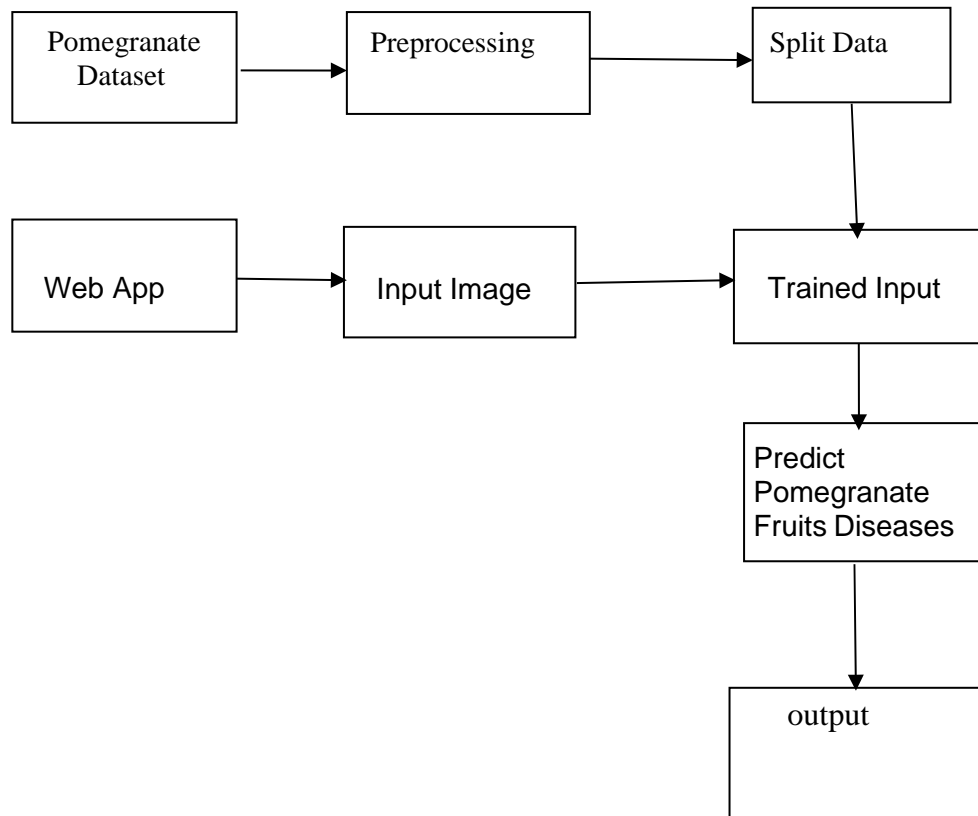 Pomegranate
Dataset
Preprocessing
Split Data
Web App
Input Image
Trained Input
Predict
Pomegranate
Fruits Diseases
output